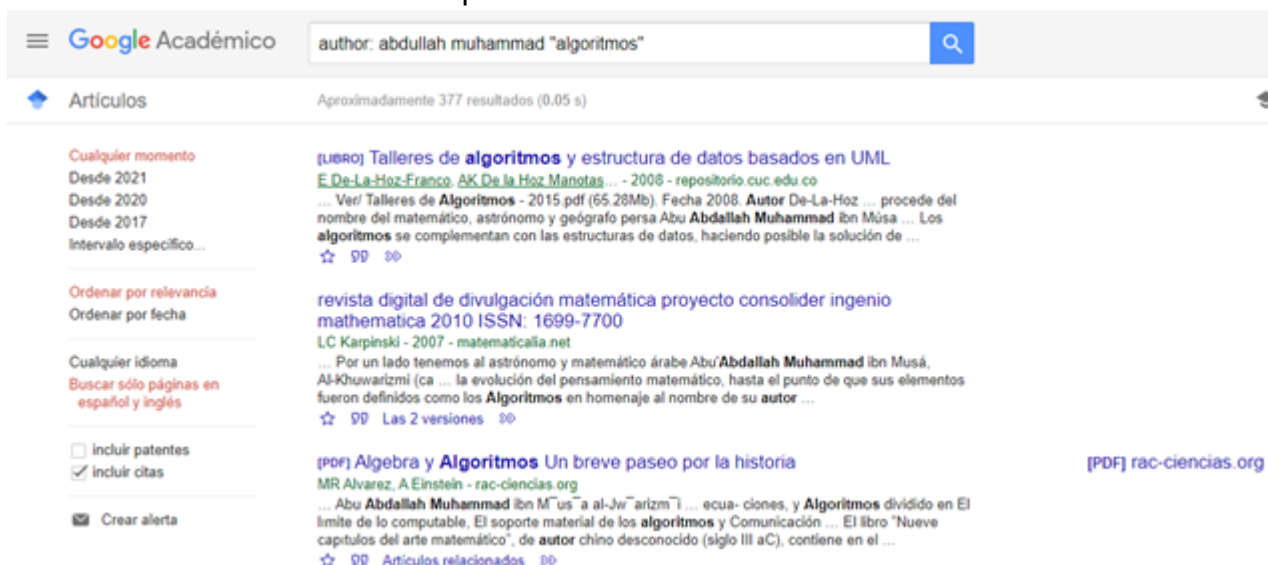 Google Académico
author: abdullah muhammad "algoritmos"
Artículos
Aproximadamente 377 resultados (0.05 s)
Cualquier momento
Desde 2021
Desde 2020
Desde 2017
Intervalo específico...
Ordenar por relevancia
Ordenar por fecha
Cualquier idioma
Buscar sólo páginas en
español y inglés
incluir patentes
incluir citas
Crear alerta
[LIBRO] Talleres de algoritmos y estructura de datos basados en UML
E De-La-Hoz-Franco, AK De la Hoz Manotas... - 2008 - repositorio.cuc.edu.co
... Ver/ Talleres de Algoritmos - 2015.pdf (65.28Mb). Fecha 2008. Autor De-La-Hoz ... procede del
nombre del matemático, astrónomo y geógrafo persa Abu Abdallah Muhammad ibn Mûsa ... Los
algoritmos se complementan con las estructuras de datos, haciendo posible la solución de ...
revista digital de divulgación matemática proyecto consolider ingenio
mathematica 2010 ISSN: 1699-7700
LC Karpinski - 2007 - matematicalia.net
... Por un lado tenemos al astrónomo y matemático árabe Abu'Abdallah Muhammad ibn Musá,
Al-Khuwarizmi (ca ... la evolución del pensamiento matemático, hasta el punto de que sus elementos
fueron definidos como los Algoritmos en homenaje al nombre de su autor ...
Las 2 versiones
[PDF] Algebra y Algoritmos Un breve paseo por la historia
[PDF] rac-ciencias.org
MR Alvarez, A Einstein - rac-ciencias.org
... Abu Abdallah Muhammad ibn M¯us¯a al-Jw¯arizm¯i ... ecua- ciones, y Algoritmos dividido en El
lımite de lo computable, El soporte material de los algoritmos y Comunicación ... El libro "Nueve
capıtulos del arte matemático", de autor chino desconocido (siglo III aC), contiene en el ...
Artículos relacionados